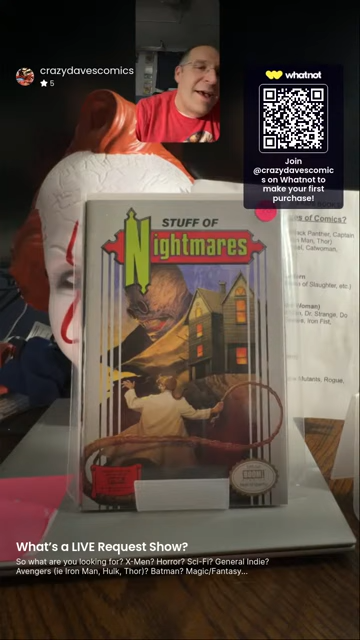 crazydavescomics
★ 5
whatnot
Join
@crazydavescomic
s on Whatnot to
make your first
purchase!
es of Comics?
ack Panther, Captain
n Man, Thor)
Catwoman,
of Slaughter, etc.)
Woman)
Dr. Strange, Do
Iron Fist,
Mutants, Rogue,
STUFF OF
Nightmares
What's a LIVE Request Show?
So what are you looking for? X-Men? Horror? Sci-Fi? General Indie?
Avengers (ie Iron Man, Hulk, Thor)? Batman? Magic/Fantasy...